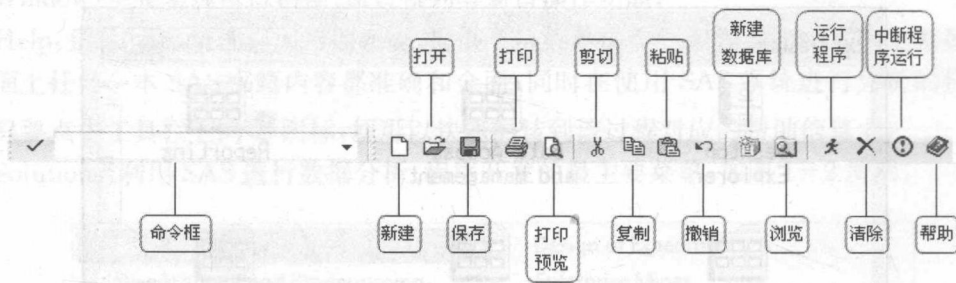 新建
数据库
运行
程序
中断程
序运行
打开
打印
剪切
粘贴
命令框
新建
保存
打印
预览
复制
撤销
浏览
清除
帮助